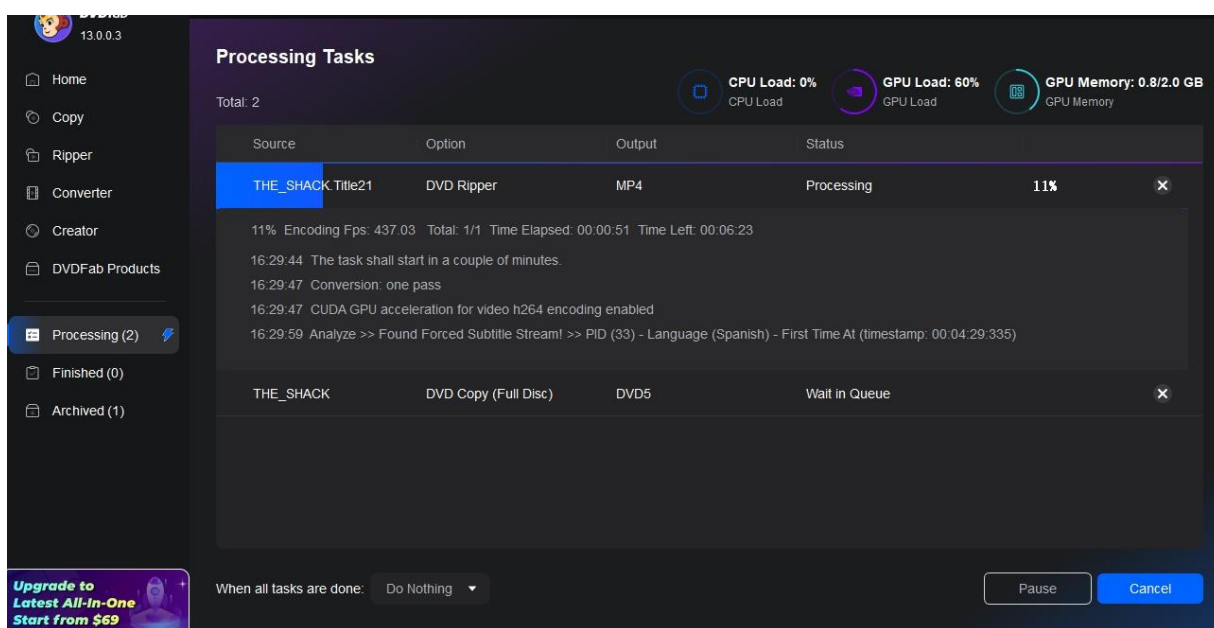 DVDFab
13.0.0.3
Home
Copy
Ripper
Converter
Creator
DVDFab Products
Processing (2)
Finished (0)
Archived (1)
Upgrade to
Latest All-In-One
Start from $69
Processing Tasks
Total: 2
CPU Load: 0%
CPU Load
GPU Load: 60%
GPU Load
GPU Memory: 0.8/2.0 GB
GPU Memory
Source Option Output Status
THE_SHACK.Title21 DVD Ripper MP4 Processing 11%
11% Encoding Fps: 437.03 Total: 1/1 Time Elapsed: 00:00:51 Time Left: 00:06:23
16:29:44 The task shall start in a couple of minutes.
16:29:47 Conversion: one pass
16:29:47 CUDA GPU acceleration for video h264 encoding enabled
16:29:59 Analyze >> Found Forced Subtitle Stream! >> PID (33) - Language (Spanish) - First Time At (timestamp: 00:04:29:335)
THE_SHACK DVD Copy (Full Disc) DVD5 Wait in Queue
When all tasks are done: Do Nothing
Pause
Cancel